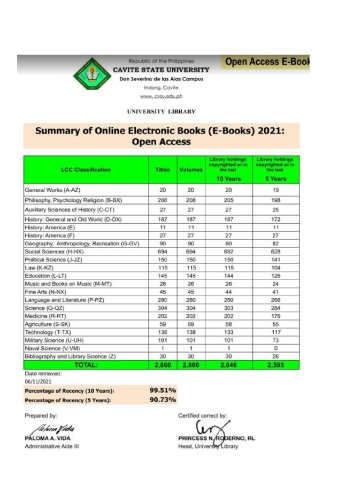 Republic of the Philippines
Open Access E-Book
CAVITE STATE UNIVERSITY
Don Severino de las Alas Campus
Indang, Cavite
www.cvsu.edu.ph
UNIVERSITY LIBRARY
Summary of Online Electronic Books (E-Books) 2021:
Open Access
LCC Classification Titles Volumes Library holdings copyrighted w/in the last 10 Years Library holdings copyrighted w/in the last 5 Years
General Works (A-AZ) 20 20 20 19
Philosophy, Psychology Religion (B-BX) 206 206 205 198
Auxiliary Sciences of History (C-CT) 27 27 27 25
History: General and Old World (D-DX) 187 187 187 172
History: America (E) 11 11 11 11
History: America (F) 27 27 27 27
Geography, Anthropology, Recreation (G-GV) 90 90 90 82
Social Sciences (H-HX) 694 694 692 628
Political Science (J-JZ) 150 150 150 141
Law (K-KZ) 115 115 115 104
Education (L-LT) 145 145 144 126
Music and Books on Music (M-MT) 26 26 26 24
Fine Arts (N-NX) 45 45 44 41
Language and Literature (P-PZ) 280 280 280 266
Science (Q-QZ) 304 304 303 284
Medicine (R-RT) 202 202 202 176
Agriculture (S-SK) 59 59 58 55
Technology (T-TX) 138 138 133 117
Military Science (U-UH) 101 101 101 73
Naval Science (V-VM) 1 1 1 0
Bibliography and Library Science (Z) 30 30 30 26
TOTAL: 2,860 2,860 2,846 2,595
Date retrieved:
06/11/2021
Percentage of Recency (10 Years): 99.51%
Percentage of Recency (5 Years): 90.73%
Prepared by: Certified correct by:
PALOMA A. VIDA PRINCESS N. RODERNO, RL
Administrative Aide III Head, University Library